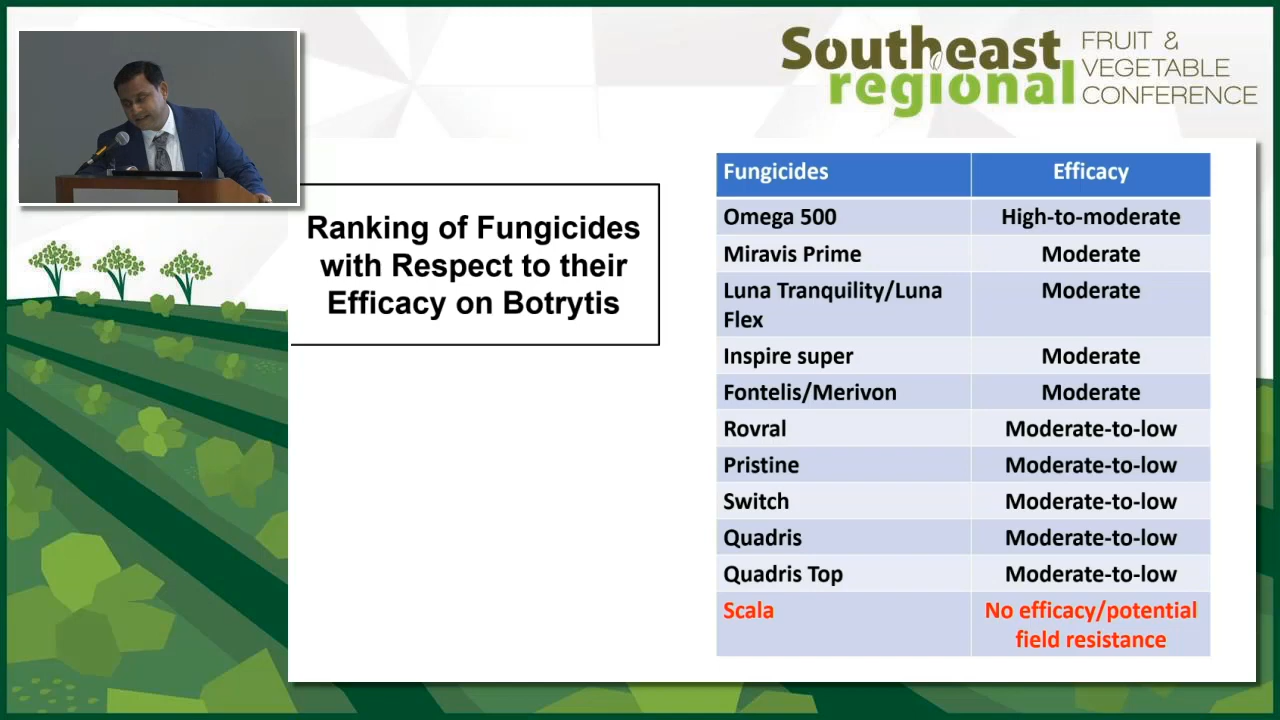 Southeast
regional
FRUIT &
VEGETABLE
CONFERENCE
Ranking of Fungicides
with Respect to their
Efficacy on Botrytis
Fungicides Efficacy
Omega 500 High-to-moderate
Miravis Prime Moderate
Luna Tranquility/Luna Moderate
Flex
Inspire super Moderate
Fontelis/Merivon Moderate
Rovral Moderate-to-low
Pristine Moderate-to-low
Switch Moderate-to-low
Quadris Moderate-to-low
Quadris Top Moderate-to-low
Scala No efficacy/potential
field resistance